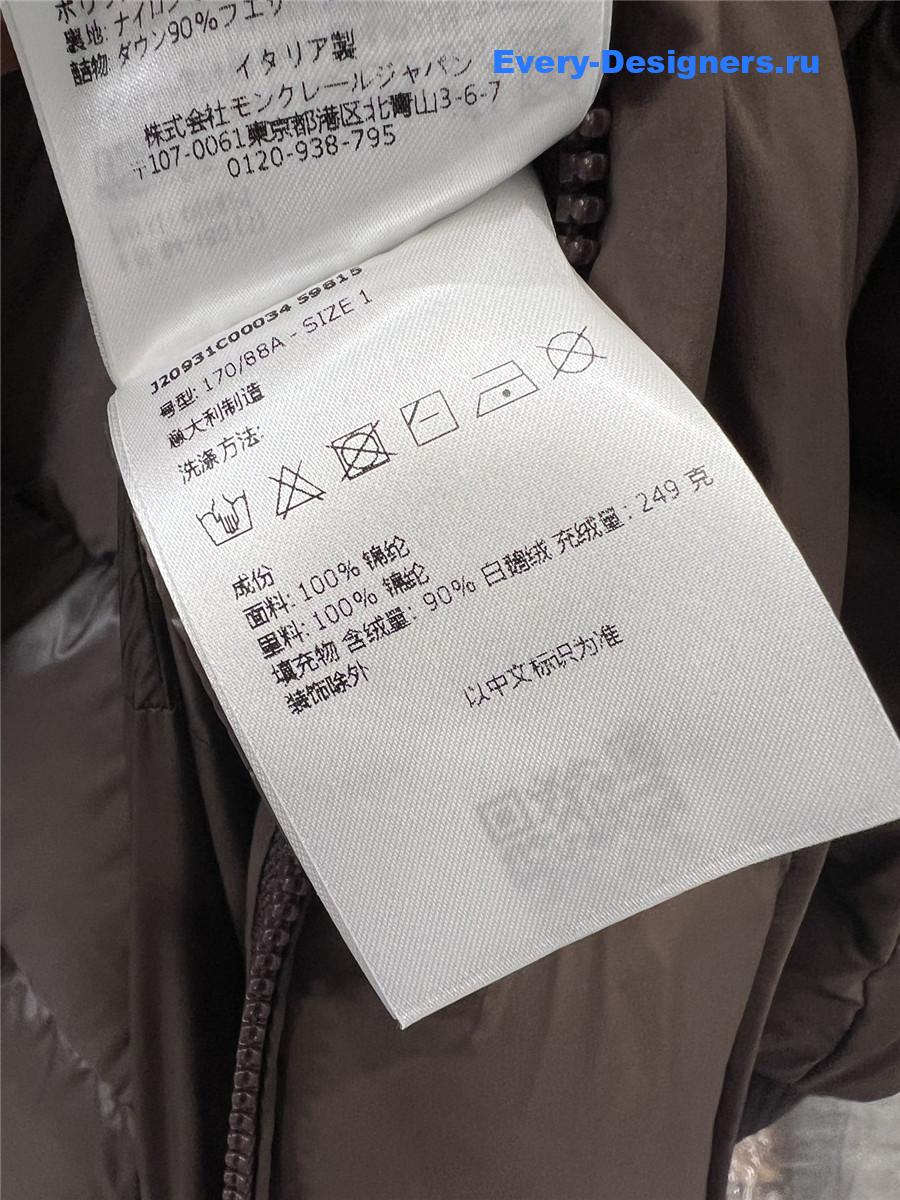 裏地: ナイロン
詰物: ダウン90%フェザ
イタリア製
株式会社モンクレールジャパン
〒107-0061東京都港区北青山3-6-7
0120-938-795
Every-Designers.ru
J20931C00034 59815
号型: 170/88A - SIZE 1
意大利制造
洗涤方法:
成份
面料: 100% 锦纶
里料: 100% 锦纶
填充物 含绒量: 90% 白鹅绒 充绒量: 249 克
装饰除外
以中文标识为准